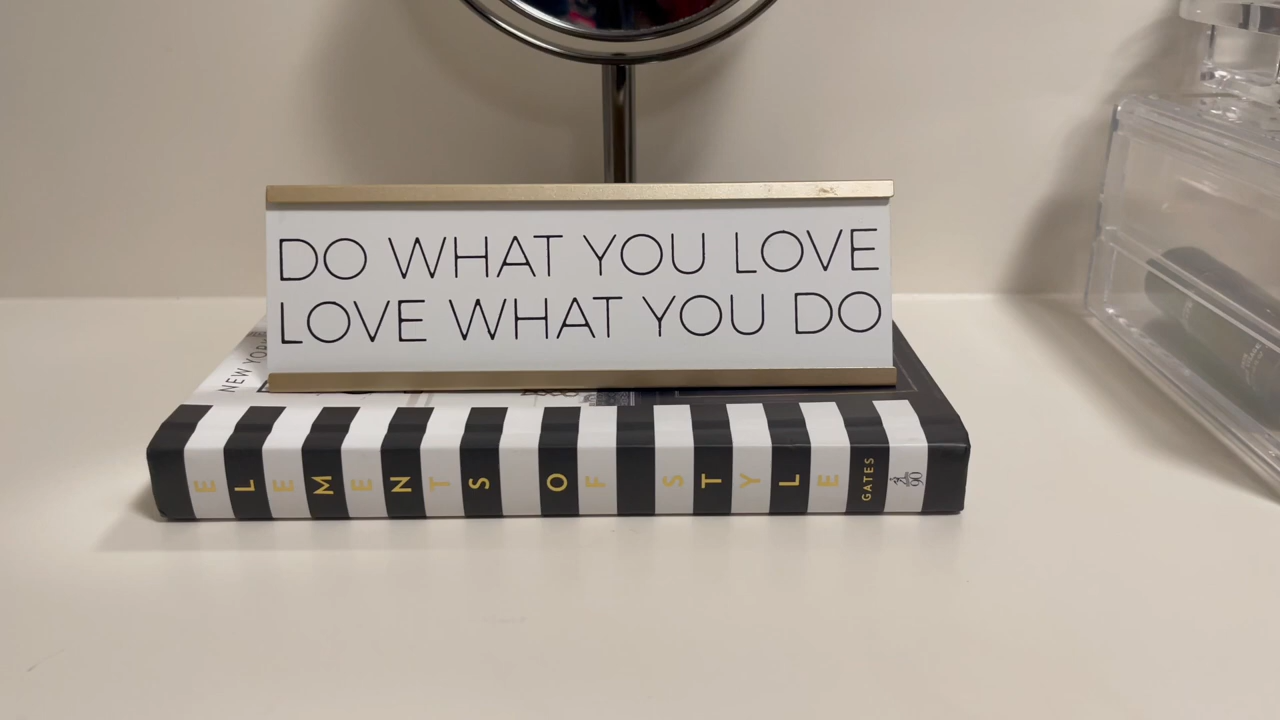 DO WHAT YOU LOVE
LOVE WHAT YOU DO
NEW YORK
ELEMENTS OF STYLE
GATES